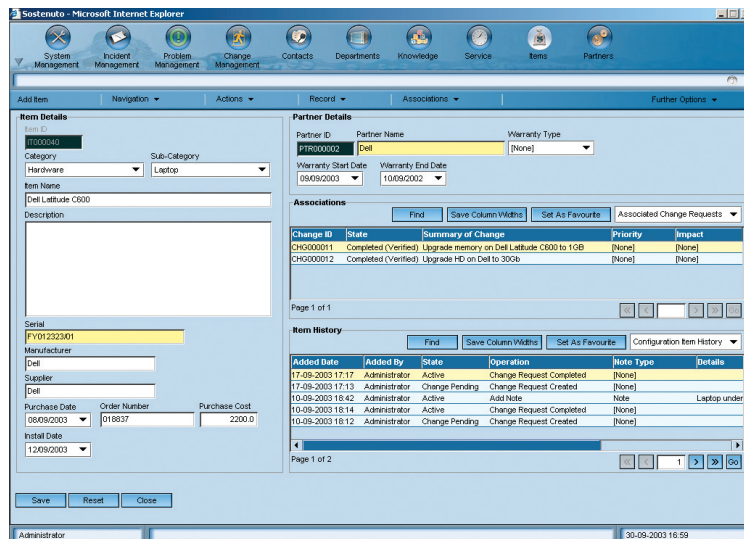 Sostenuto - Microsoft Internet Explorer
System Management
Incident Management
Problem Management
Change Management
Contacts
Departments
Knowledge
Service
Items
Partners
Add Item Navigation Actions Record Associations Further Options
Item Details
Item ID
IT000040
Category Sub-Category
Hardware Laptop
Item Name
Dell Latitude C600
Description
Serial
FY012323/01
Manufacturer
Dell
Supplier
Dell
Purchase Date Order Number Purchase Cost
08/09/2003 018837 2200.0
Install Date
12/09/2003
Partner Details
Partner ID Partner Name Warranty Type
PTR000002 Dell [None]
Warranty Start Date Warranty End Date
09/09/2003 10/09/2002
Associations
Find Save Column Widths Set As Favourite Associated Change Requests
Change ID State Summary of Change Priority Impact
CHG000011 Completed (Verified) Upgrade memory on Dell Latitude C600 to 1GB [None] [None]
CHG000012 Completed (Verified) Upgrade HD on Dell to 30Gb [None] [None]
Page 1 of 1 Go
Item History
Find Save Column Widths Set As Favourite Configuration Item History
Added Date Added By State Operation Note Type Details
17-09-2003 17:17 Administrator Active Change Request Completed [None]
17-09-2003 17:13 Administrator Change Pending Change Request Created [None]
10-09-2003 18:42 Administrator Active Add Note Note Laptop under
10-09-2003 18:14 Administrator Active Change Request Completed [None]
10-09-2003 18:12 Administrator Change Pending Change Request Created [None]
Page 1 of 2 1 Go
Save Reset Close
Administrator 30-09-2003 16:59